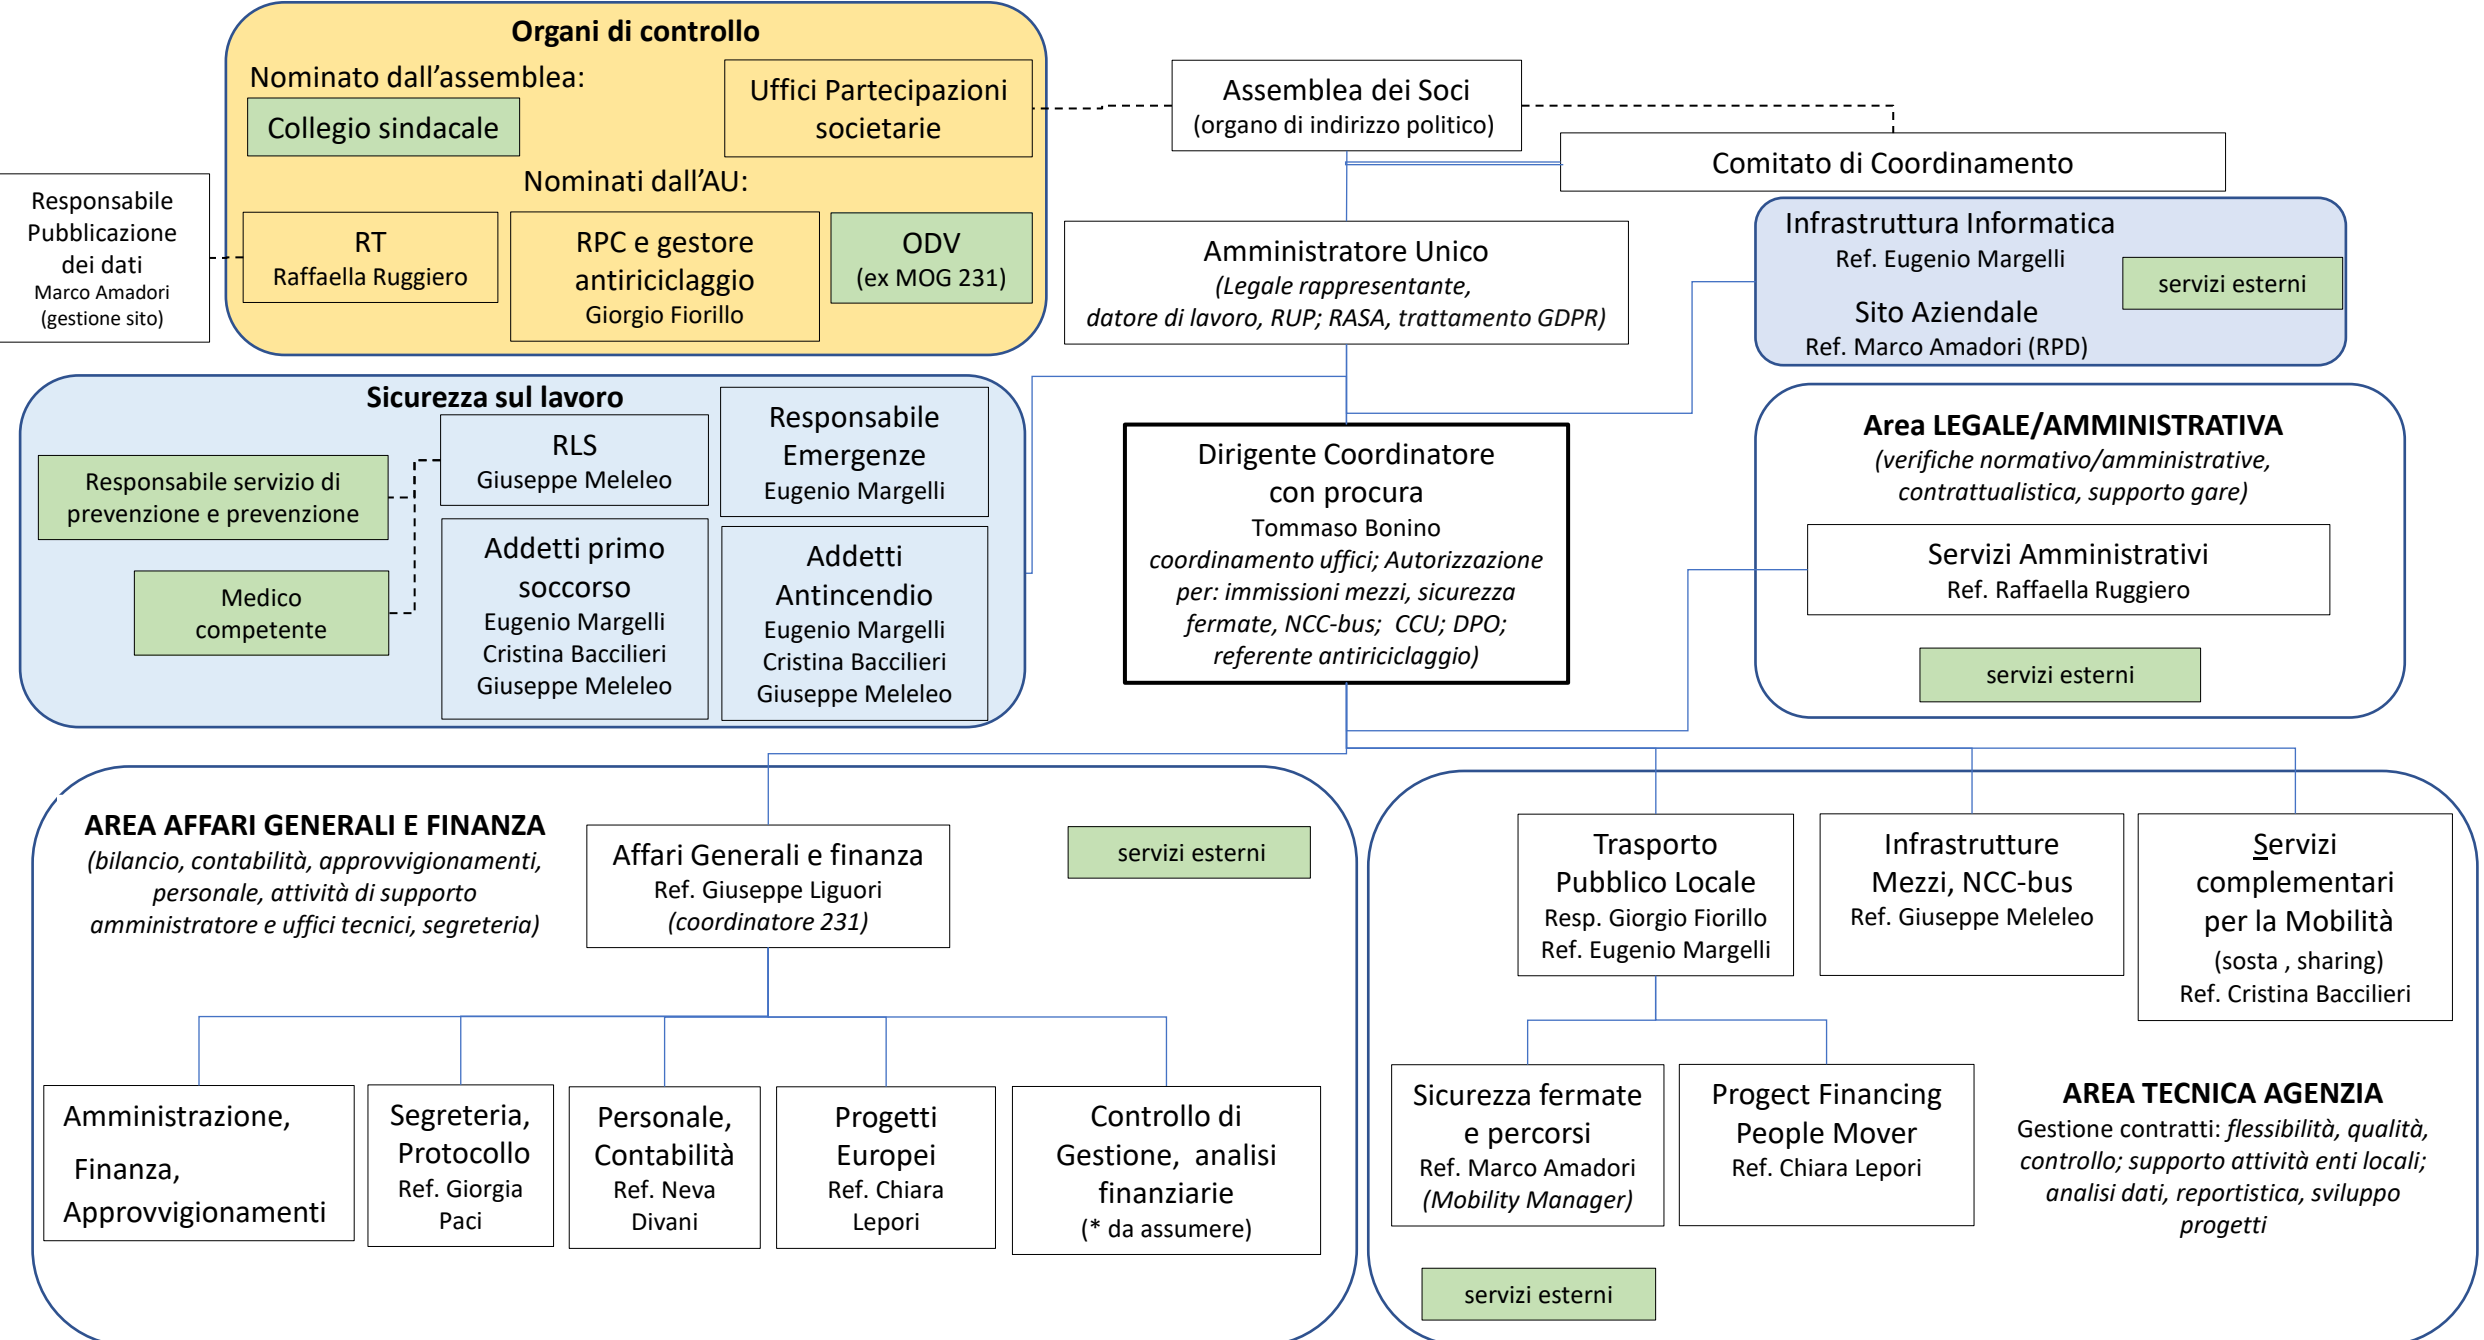 Organi di controllo
Nominato dall'assemblea:
Collegio sindacale
Uffici Partecipazioni
societarie
Nominati dall'AU:
RT
Raffaella Ruggiero
RPC e gestore
antiriciclaggio
Giorgio Fiorillo
ODV
(ex MOG 231)
Responsabile
Pubblicazione
dei dati
Marco Amadori
(gestione sito)
Assemblea dei Soci
(organo di indirizzo politico)
Comitato di Coordinamento
Amministratore Unico
(Legale rappresentante,
datore di lavoro, RUP; RASA, trattamento GDPR)
Infrastruttura Informatica
Ref. Eugenio Margelli
Sito Aziendale
Ref. Marco Amadori (RPD)
servizi esterni
Sicurezza sul lavoro
Responsabile servizio di
prevenzione e prevenzione
Medico
competente
RLS
Giuseppe Meleleo
Responsabile
Emergenze
Eugenio Margelli
Addetti primo
soccorso
Eugenio Margelli
Cristina Baccilieri
Giuseppe Meleleo
Addetti
Antincendio
Eugenio Margelli
Cristina Baccilieri
Giuseppe Meleleo
Dirigente Coordinatore
con procura
Tommaso Bonino
coordinamento uffici; Autorizzazione
per: immissioni mezzi, sicurezza
fermate, NCC-bus; CCU; DPO;
referente antiriciclaggio)
Area LEGALE/AMMINISTRATIVA
(verifiche normativo/amministrative,
contrattualistica, supporto gare)
Servizi Amministrativi
Ref. Raffaella Ruggiero
servizi esterni
AREA AFFARI GENERALI E FINANZA
(bilancio, contabilità, approvvigionamenti,
personale, attività di supporto
amministratore e uffici tecnici, segreteria)
Affari Generali e finanza
Ref. Giuseppe Liguori
(coordinatore 231)
servizi esterni
Amministrazione,
Finanza,
Approvvigionamenti
Segreteria,
Protocollo
Ref. Giorgia
Paci
Personale,
Contabilità
Ref. Neva
Divani
Progetti
Europei
Ref. Chiara
Lepori
Controllo di
Gestione, analisi
finanziarie
(* da assumere)
Trasporto
Pubblico Locale
Resp. Giorgio Fiorillo
Ref. Eugenio Margelli
Infrastrutture
Mezzi, NCC-bus
Ref. Giuseppe Meleleo
Servizi
complementari
per la Mobilità
(sosta , sharing)
Ref. Cristina Baccilieri
Sicurezza fermate
e percorsi
Ref. Marco Amadori
(Mobility Manager)
Progect Financing
People Mover
Ref. Chiara Lepori
AREA TECNICA AGENZIA
Gestione contratti: flessibilità, qualità,
controllo; supporto attività enti locali;
analisi dati, reportistica, sviluppo
progetti
servizi esterni